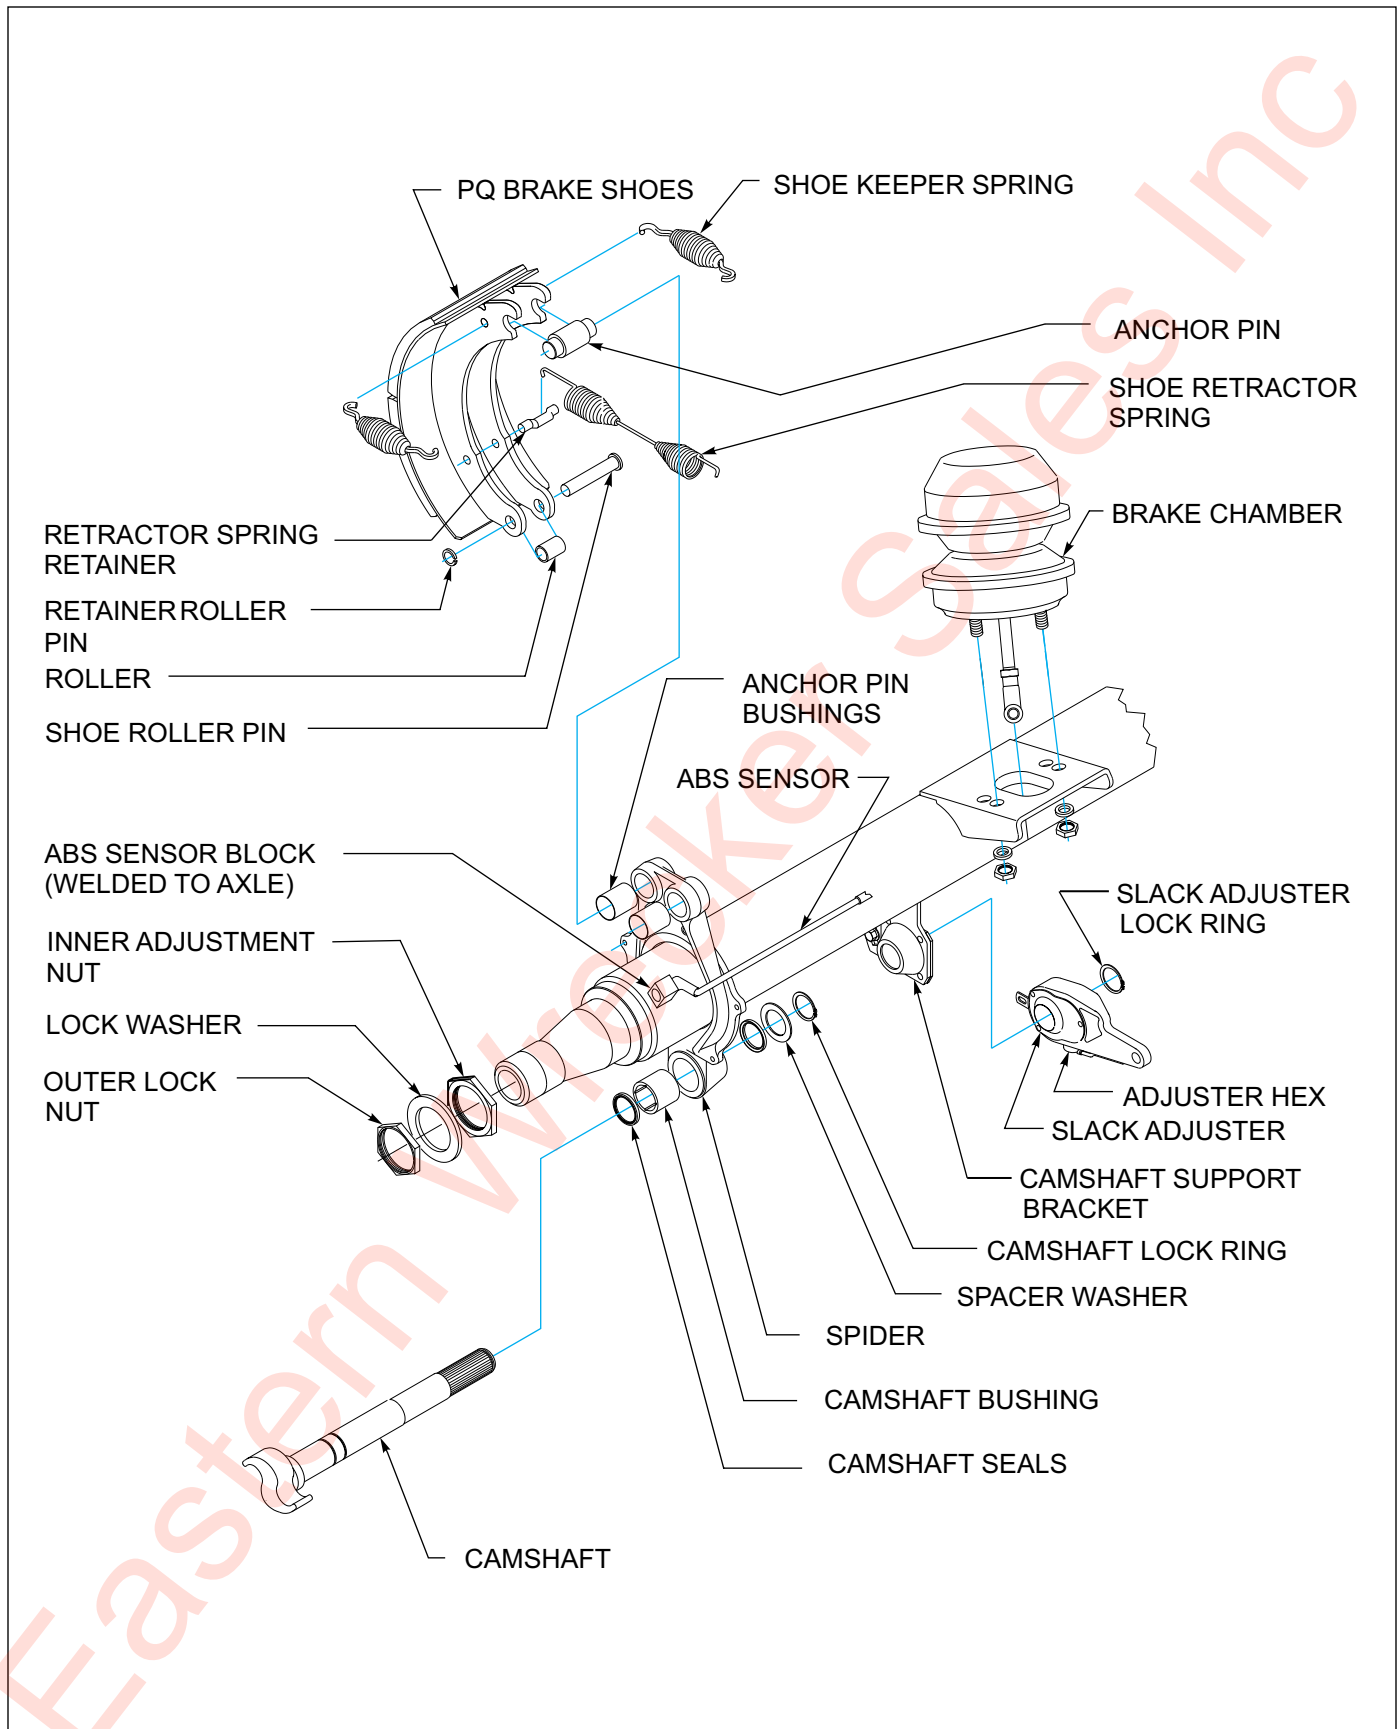 PQ BRAKE SHOES
SHOE KEEPER SPRING
ANCHOR PIN
SHOE RETRACTOR
SPRING
BRAKE CHAMBER
RETRACTOR SPRING
RETAINER
RETAINER ROLLER
PIN
ROLLER
SHOE ROLLER PIN
ANCHOR PIN
BUSHINGS
ABS SENSOR
ABS SENSOR BLOCK
(WELDED TO AXLE)
INNER ADJUSTMENT
NUT
LOCK WASHER
OUTER LOCK
NUT
SLACK ADJUSTER
LOCK RING
ADJUSTER HEX
SLACK ADJUSTER
CAMSHAFT SUPPORT
BRACKET
CAMSHAFT LOCK RING
SPACER WASHER
SPIDER
CAMSHAFT BUSHING
CAMSHAFT SEALS
CAMSHAFT
Eastern Wrecker Sales Inc